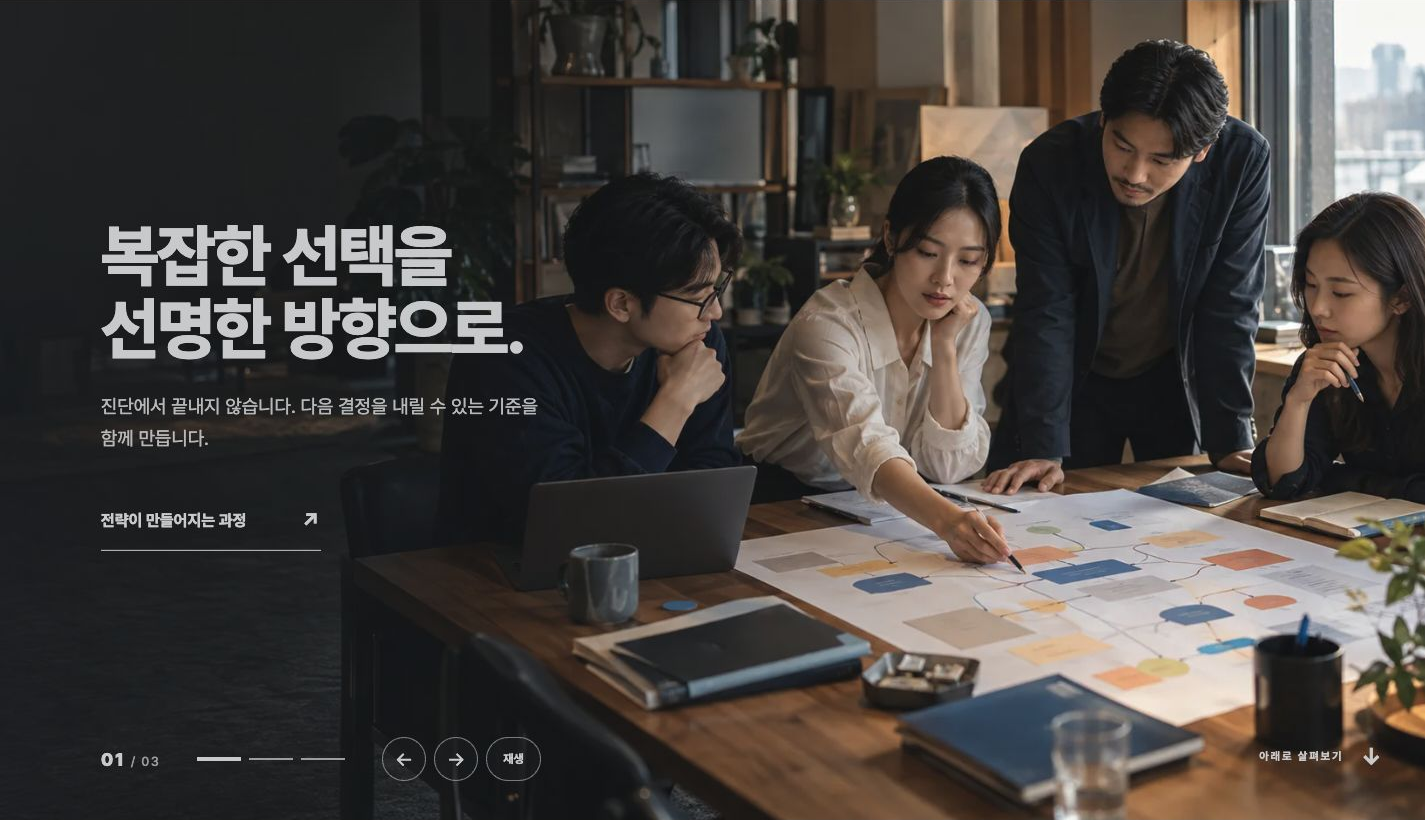 복잡한 선택을
선명한 방향으로.
진단에서 끝내지 않습니다. 다음 결정을 내릴 수 있는 기준을
함께 만듭니다.
전략이 만들어지는 과정
01 / 03
재생
아래로 살펴보기